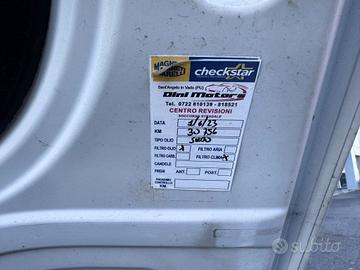 MAGNETI MARELLI
checkstar
Sant'Angelo in Vado (PU)
Dini Motors
Tel. 0722 810139 - 818521
CENTRO REVISIONI
SOCCORSO STRADALE
DATA 1/6/23
KM 30756
TIPO OLIO 5W30
FILTRO OLIO X FILTRO ARIA
FILTRO CARB. FILTRO CLIMA X
CANDELE
FRENI ANT. POST.
PROSSIMO CONTROLLO
KM
subito